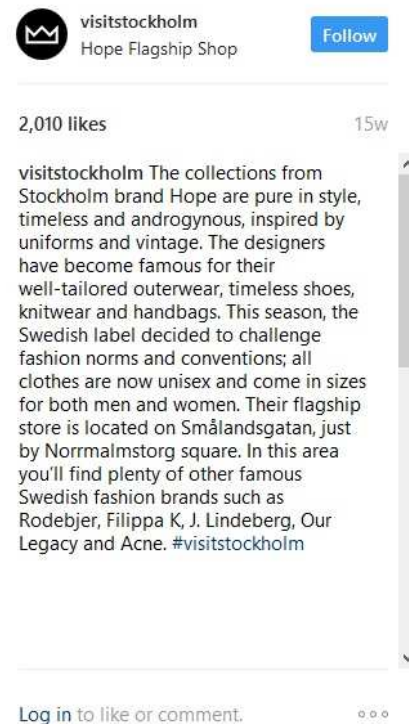 visitstockholm
Hope Flagship Shop
Follow
2,010 likes
15w
visitstockholm The collections from
Stockholm brand Hope are pure in style,
timeless and androgynous, inspired by
uniforms and vintage. The designers
have become famous for their
well-tailored outerwear, timeless shoes,
knitwear and handbags. This season, the
Swedish label decided to challenge
fashion norms and conventions; all
clothes are now unisex and come in sizes
for both men and women. Their flagship
store is located on Smålandsgatan, just
by Norrmalmstorg square. In this area
you'll find plenty of other famous
Swedish fashion brands such as
Rodebjer, Filippa K, J. Lindeberg, Our
Legacy and Acne. #visitstockholm
Log in to like or comment.